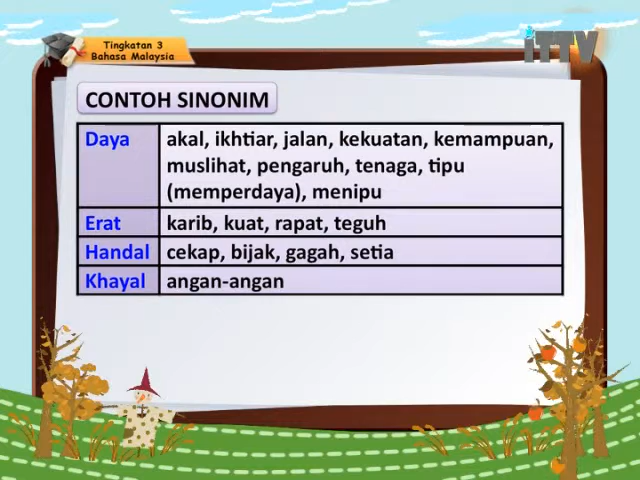 Tingkatan 3
Bahasa Malaysia
iTTV
CONTOH SINONIM
Daya akal, ikhtiar, jalan, kekuatan, kemampuan,
muslihat, pengaruh, tenaga, tipu
(memperdaya), menipu
Erat karib, kuat, rapat, teguh
Handal cekap, bijak, gagah, setia
Khayal angan-angan